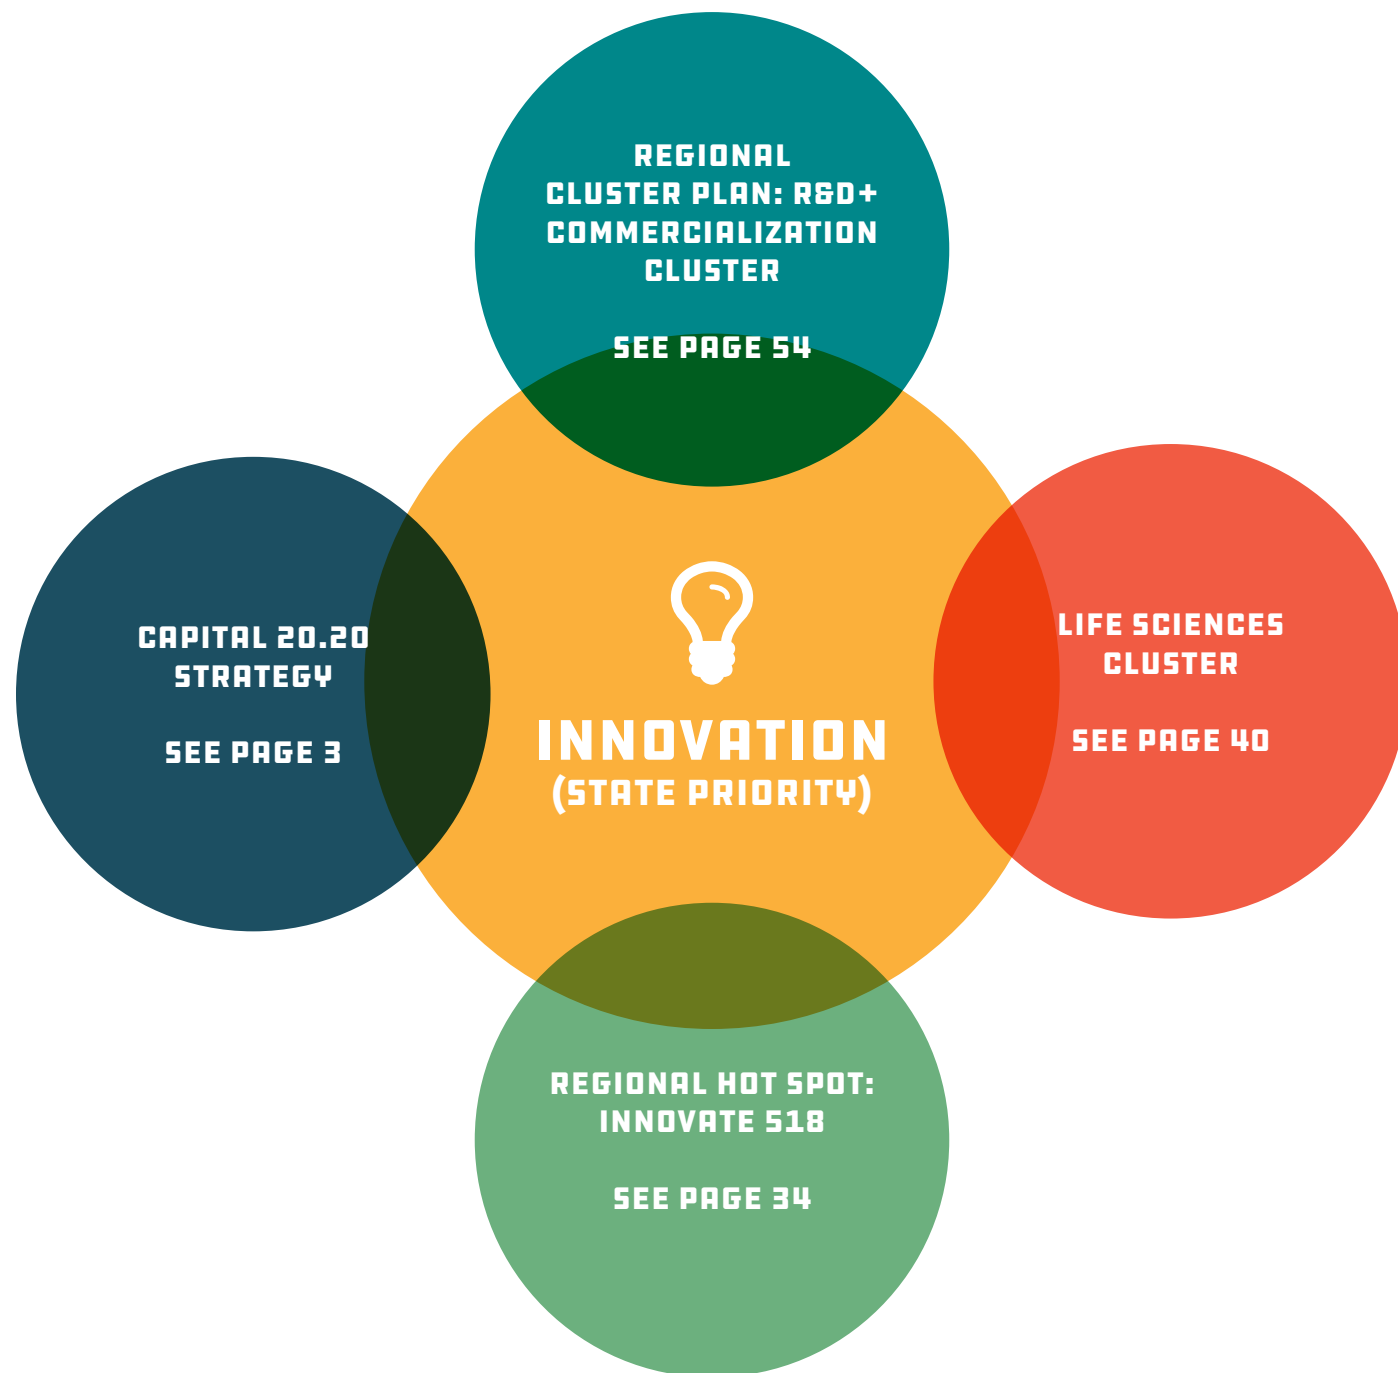 REGIONAL
CLUSTER PLAN: R&D+
COMMERCIALIZATION
CLUSTER
SEE PAGE 54
CAPITAL 20.20
STRATEGY
SEE PAGE 3
INNOVATION
(STATE PRIORITY)
LIFE SCIENCES
CLUSTER
SEE PAGE 40
REGIONAL HOT SPOT:
INNOVATE 518
SEE PAGE 34